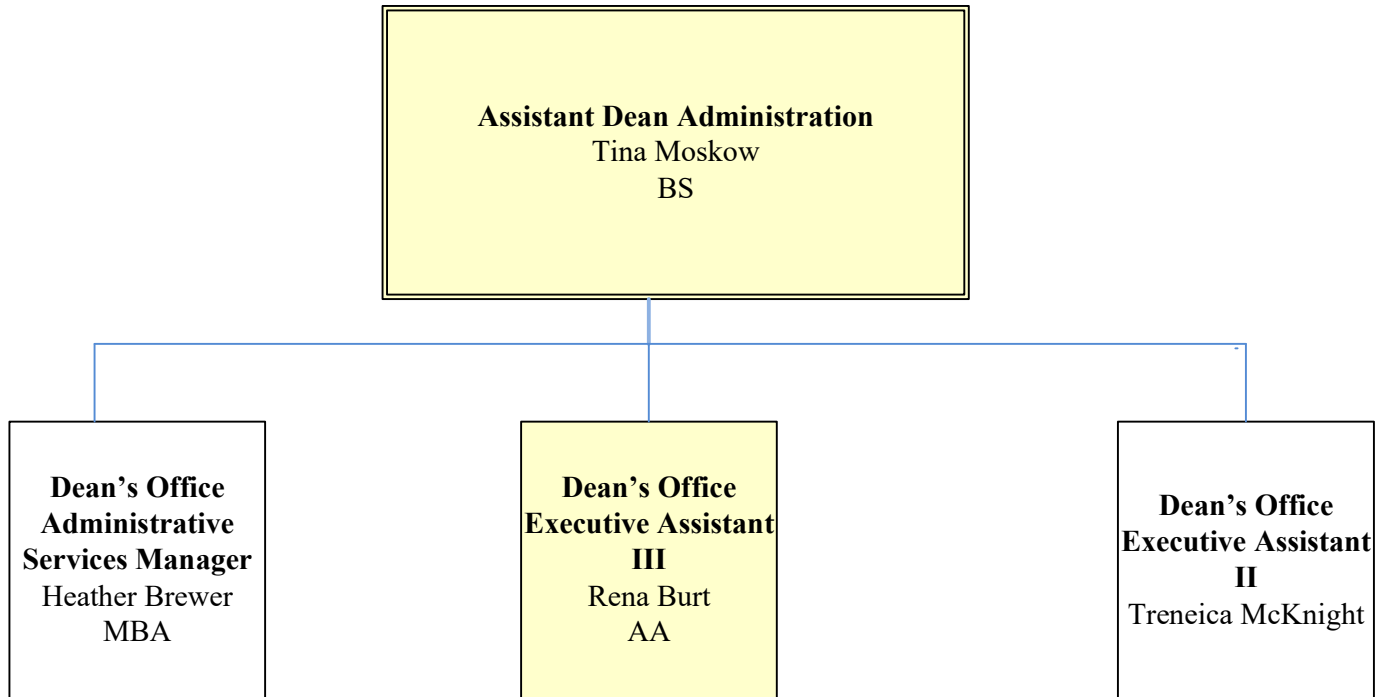 Assistant Dean Administration
Tina Moskow
BS
Dean’s Office
Administrative
Services Manager
Heather Brewer
MBA
Dean’s Office
Executive Assistant
III
Rena Burt
AA
Dean’s Office
Executive Assistant
II
Treneica McKnight